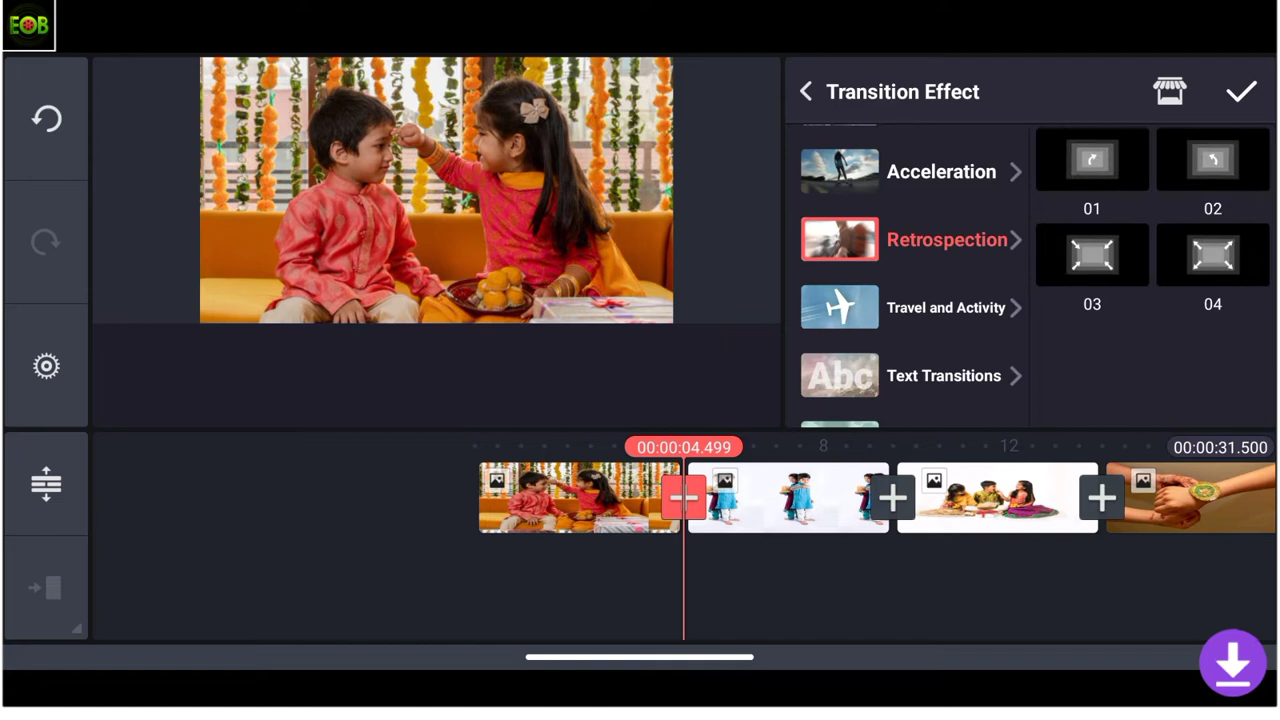 EOB
Transition Effect
Acceleration
01
02
Retrospection
03
04
Travel and Activity
Abc
Text Transitions
00:00:04.499
8
12
00:00:31.500